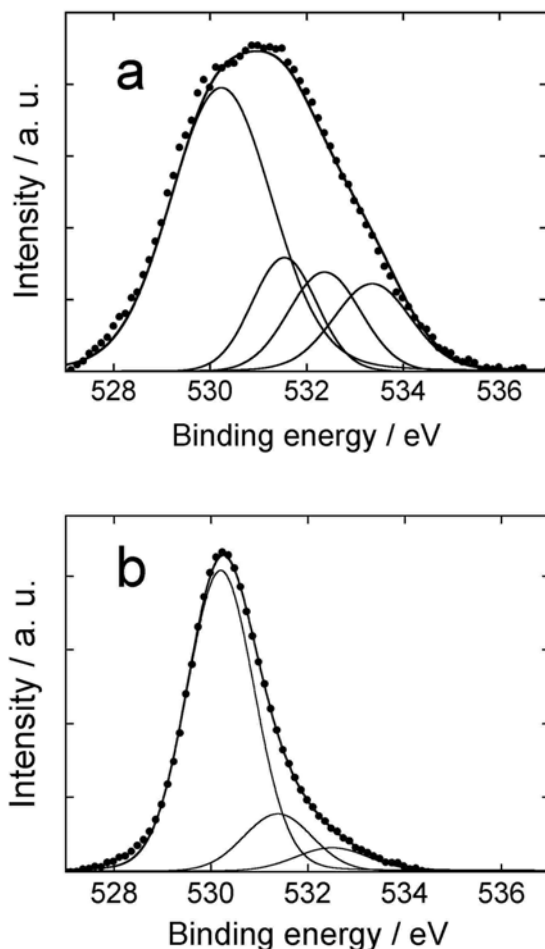 a
Intensity / a. u.
528 530 532 534 536
Binding energy / eV
b
Intensity / a. u.
528 530 532 534 536
Binding energy / eV